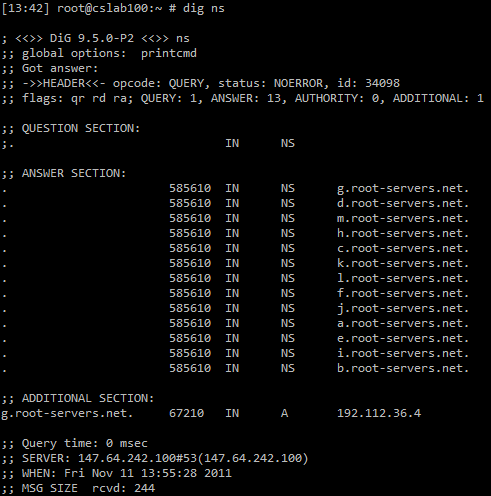 [13:42] root@cslab100:~ # dig ns
; <<>> DiG 9.5.0-P2 <<>> ns
;; global options:  printcmd
;; Got answer:
;; ->>HEADER<<- opcode: QUERY, status: NOERROR, id: 34098
;; flags: qr rd ra; QUERY: 1, ANSWER: 13, AUTHORITY: 0, ADDITIONAL: 1
;; QUESTION SECTION:
;. IN NS
;; ANSWER SECTION:
. 585610 IN NS g.root-servers.net.
. 585610 IN NS d.root-servers.net.
. 585610 IN NS m.root-servers.net.
. 585610 IN NS h.root-servers.net.
. 585610 IN NS c.root-servers.net.
. 585610 IN NS k.root-servers.net.
. 585610 IN NS l.root-servers.net.
. 585610 IN NS f.root-servers.net.
. 585610 IN NS j.root-servers.net.
. 585610 IN NS a.root-servers.net.
. 585610 IN NS e.root-servers.net.
. 585610 IN NS i.root-servers.net.
. 585610 IN NS b.root-servers.net.
;; ADDITIONAL SECTION:
g.root-servers.net. 67210 IN A 192.112.36.4
;; Query time: 0 msec
;; SERVER: 147.64.242.100#53(147.64.242.100)
;; WHEN: Fri Nov 11 13:55:28 2011
;; MSG SIZE  rcvd: 244